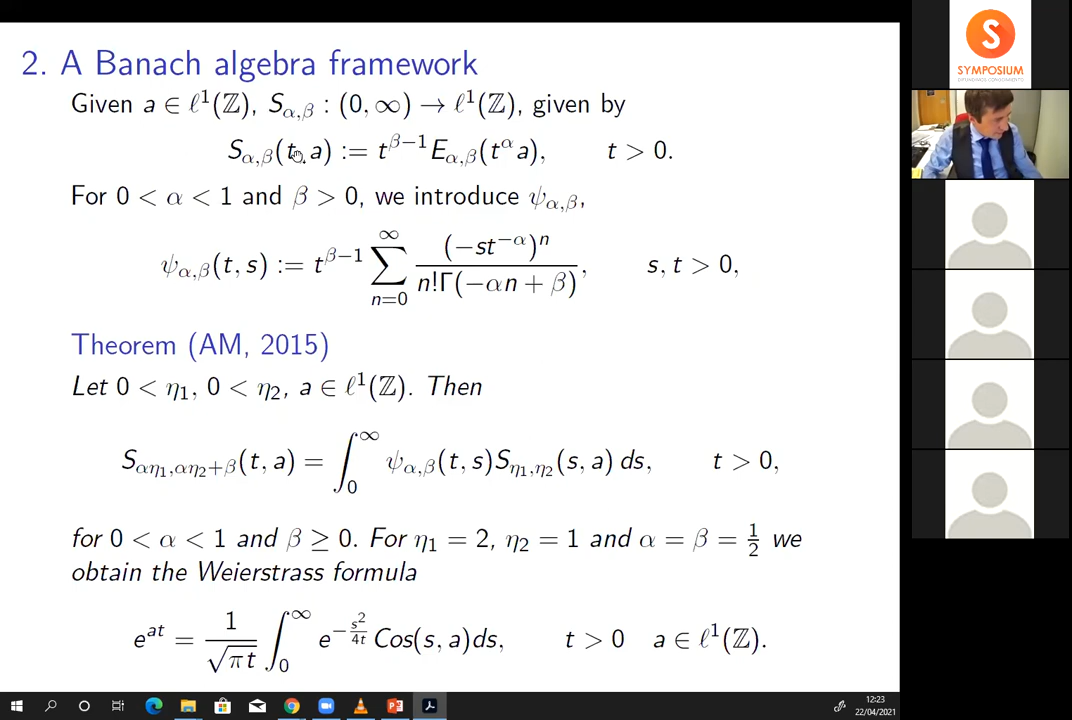 2. A Banach algebra framework
Given a ∈ ℓ¹(ℤ), S_{α,β} : (0, ∞) → ℓ¹(ℤ), given by
S_{α,β}(t, a) := t^{β−1} E_{α,β}(t^α a), t > 0.
For 0 < α < 1 and β > 0, we introduce ψ_{α,β},
ψ_{α,β}(t, s) := t^{β−1} ∑_{n=0}^{∞} (−st^{−α})^n / n!Γ(−αn + β), s, t > 0,
Theorem (AM, 2015)
Let 0 < η₁, 0 < η₂, a ∈ ℓ¹(ℤ). Then
S_{αη₁,αη₂+β}(t, a) = ∫_0^∞ ψ_{α,β}(t, s)S_{η₁,η₂}(s, a) ds, t > 0,
for 0 < α < 1 and β ≥ 0. For η₁ = 2, η₂ = 1 and α = β = 1/2 we
obtain the Weierstrass formula
e^{at} = 1/√(πt) ∫_0^∞ e^{−s²/4t} Cos(s, a)ds, t > 0 a ∈ ℓ¹(ℤ).
S
SYMPOSIUM
12:23
22/04/2021